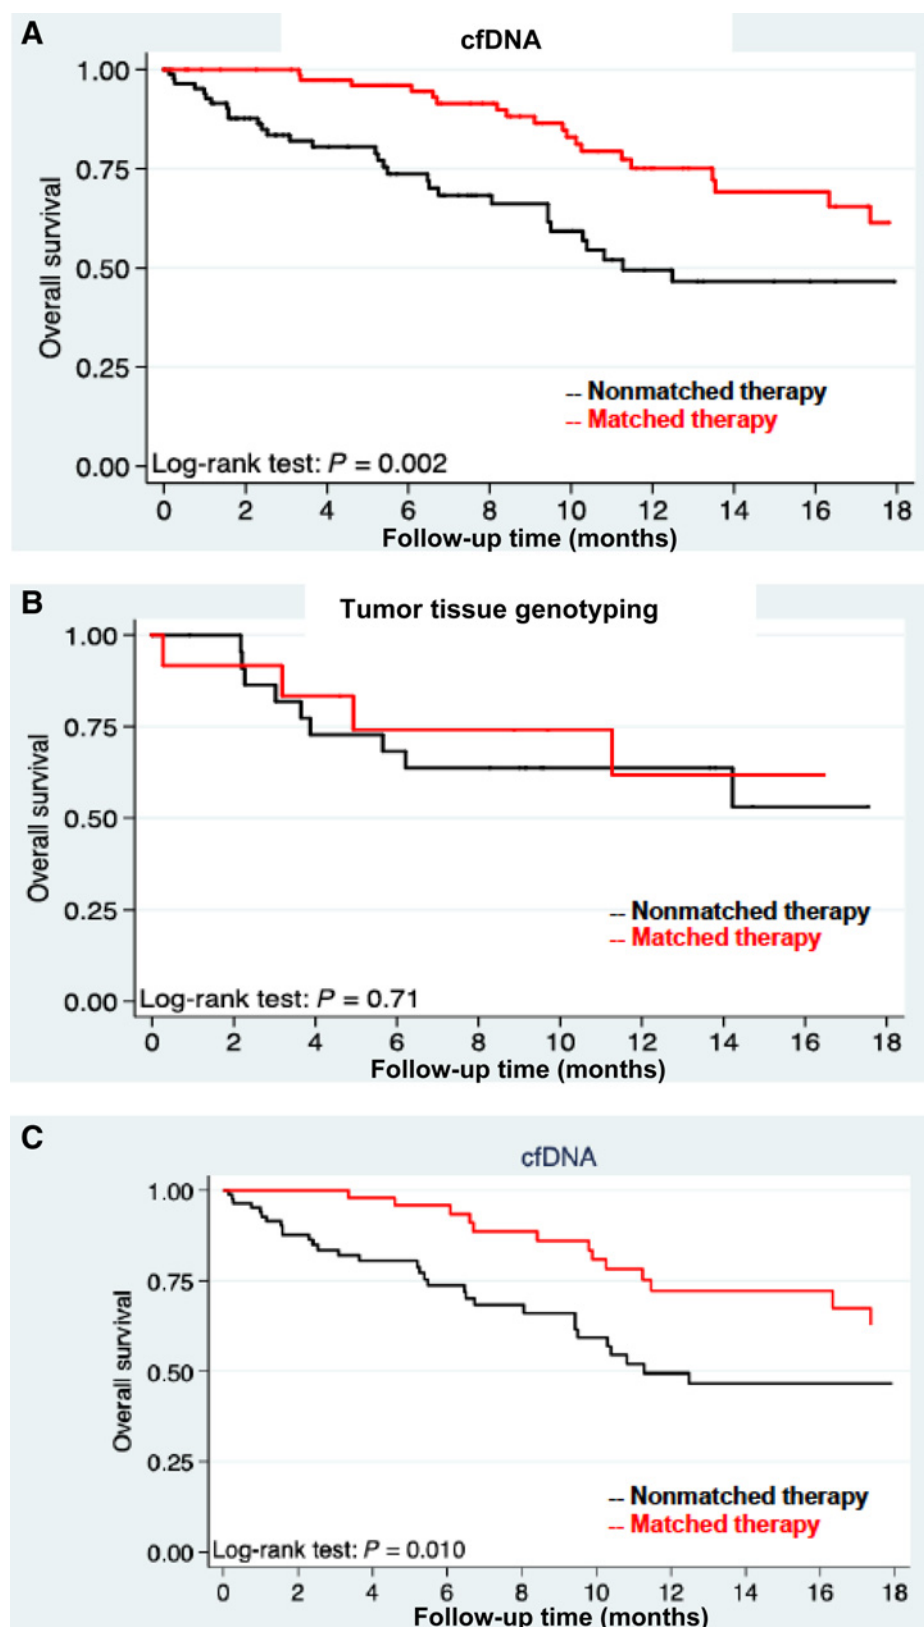 A
cfDNA
1.00
0.75
0.50
0.25
0.00
Overall survival
-- Nonmatched therapy
-- Matched therapy
Log-rank test: P = 0.002
0 2 4 6 8 10 12 14 16 18
Follow-up time (months)
B
Tumor tissue genotyping
1.00
0.75
0.50
0.25
0.00
Overall survival
-- Nonmatched therapy
-- Matched therapy
Log-rank test: P = 0.71
0 2 4 6 8 10 12 14 16 18
Follow-up time (months)
C
cfDNA
1.00
0.75
0.50
0.25
0.00
Overall survival
-- Nonmatched therapy
-- Matched therapy
Log-rank test: P = 0.010
0 2 4 6 8 10 12 14 16 18
Follow-up time (months)